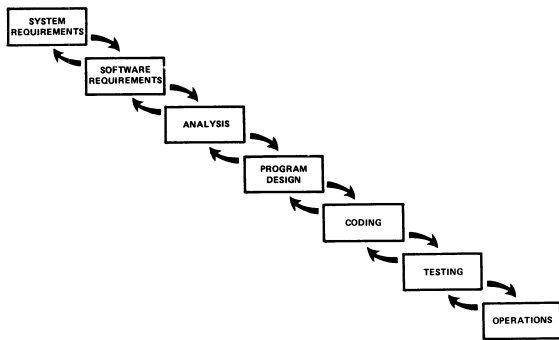 SYSTEM
REQUIREMENTS
SOFTWARE
REQUIREMENTS
ANALYSIS
PROGRAM
DESIGN
CODING
TESTING
OPERATIONS